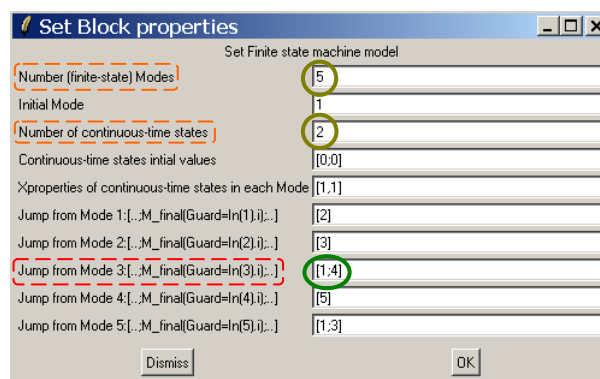 Set Block properties
Set Finite state machine model
Number (finite-state) Modes 5
Initial Mode 1
Number of continuous-time states 2
Continuous-time states intial values [0;0]
Xproperties of continuous-time states in each Mode [1,1]
Jump from Mode 1:[..;M_final(Guard=In(1).i);..] [2]
Jump from Mode 2:[..;M_final(Guard=In(2).i);..] [3]
Jump from Mode 3:[..;M_final(Guard=In(3).i);..] [1;4]
Jump from Mode 4:[..;M_final(Guard=In(4).i);..] [5]
Jump from Mode 5:[..;M_final(Guard=In(5).i);..] [1;3]
Dismiss OK